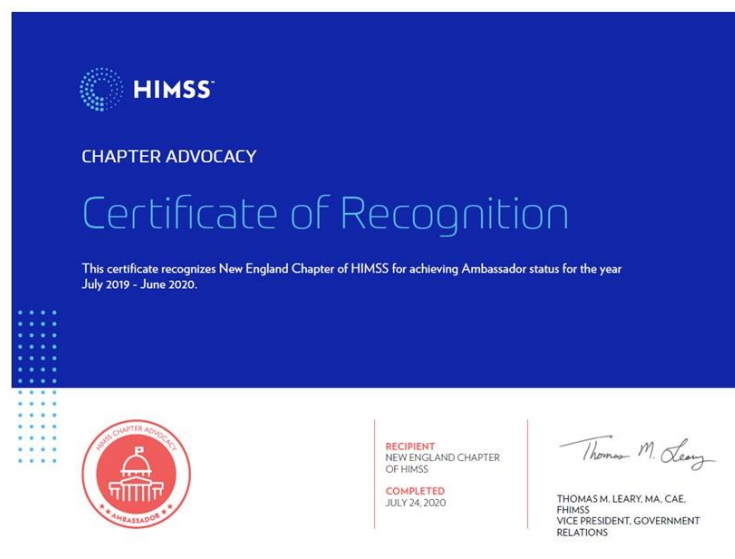 HIMSS™
CHAPTER ADVOCACY
Certificate of Recognition
This certificate recognizes New England Chapter of HIMSS for achieving Ambassador status for the year
July 2019 - June 2020.
HIMSS CHAPTER ADVOCACY
AMBASSADOR
RECIPIENT
NEW ENGLAND CHAPTER
OF HIMSS
COMPLETED
JULY 24, 2020
Thomas M. Leary
THOMAS M. LEARY, MA, CAE,
FHIMSS
VICE PRESIDENT, GOVERNMENT
RELATIONS